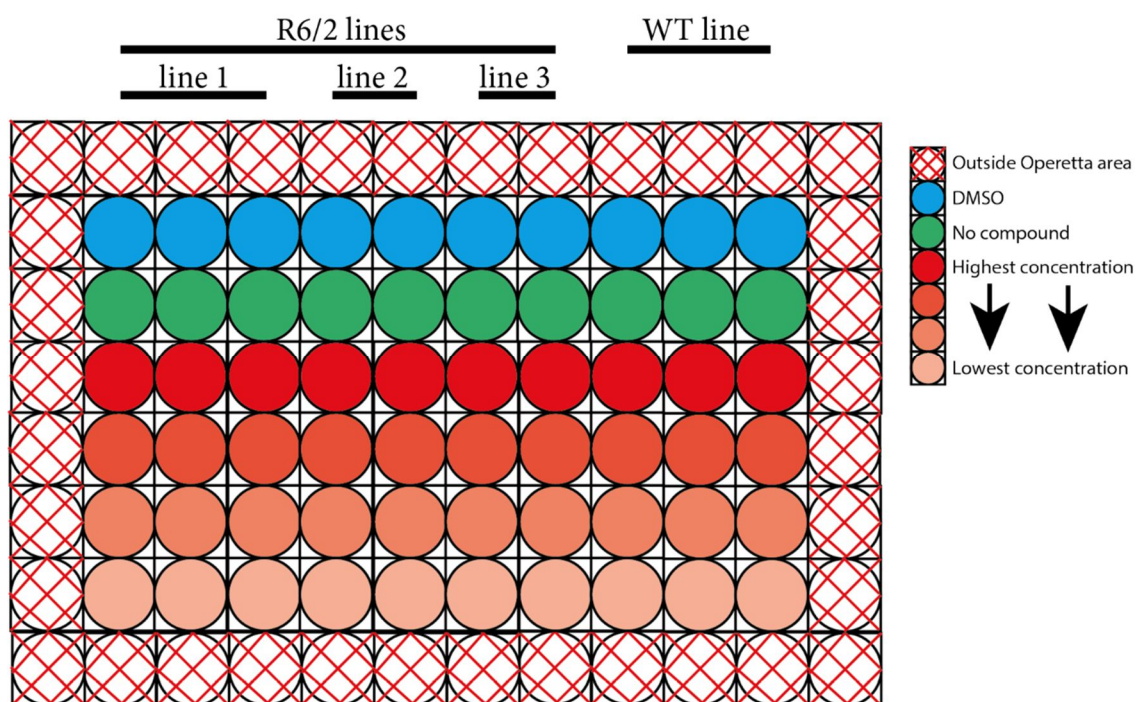 R6/2 lines
WT line
line 1
line 2
line 3
Outside Operetta area
DMSO
No compound
Highest concentration
Lowest concentration